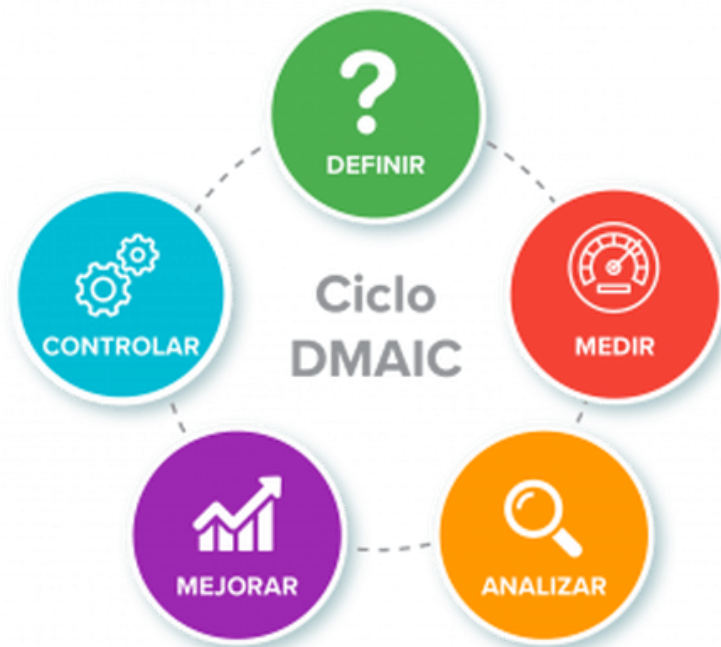 ?
DEFINIR
Ciclo
DMAIC
CONTROLAR
MEDIR
MEJORAR
ANALIZAR